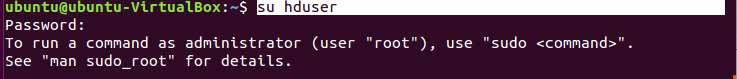 ubuntu@ubuntu-VirtualBox:~$ su hduser
Password:
To run a command as administrator (user "root"), use "sudo <command>".
See "man sudo_root" for details.